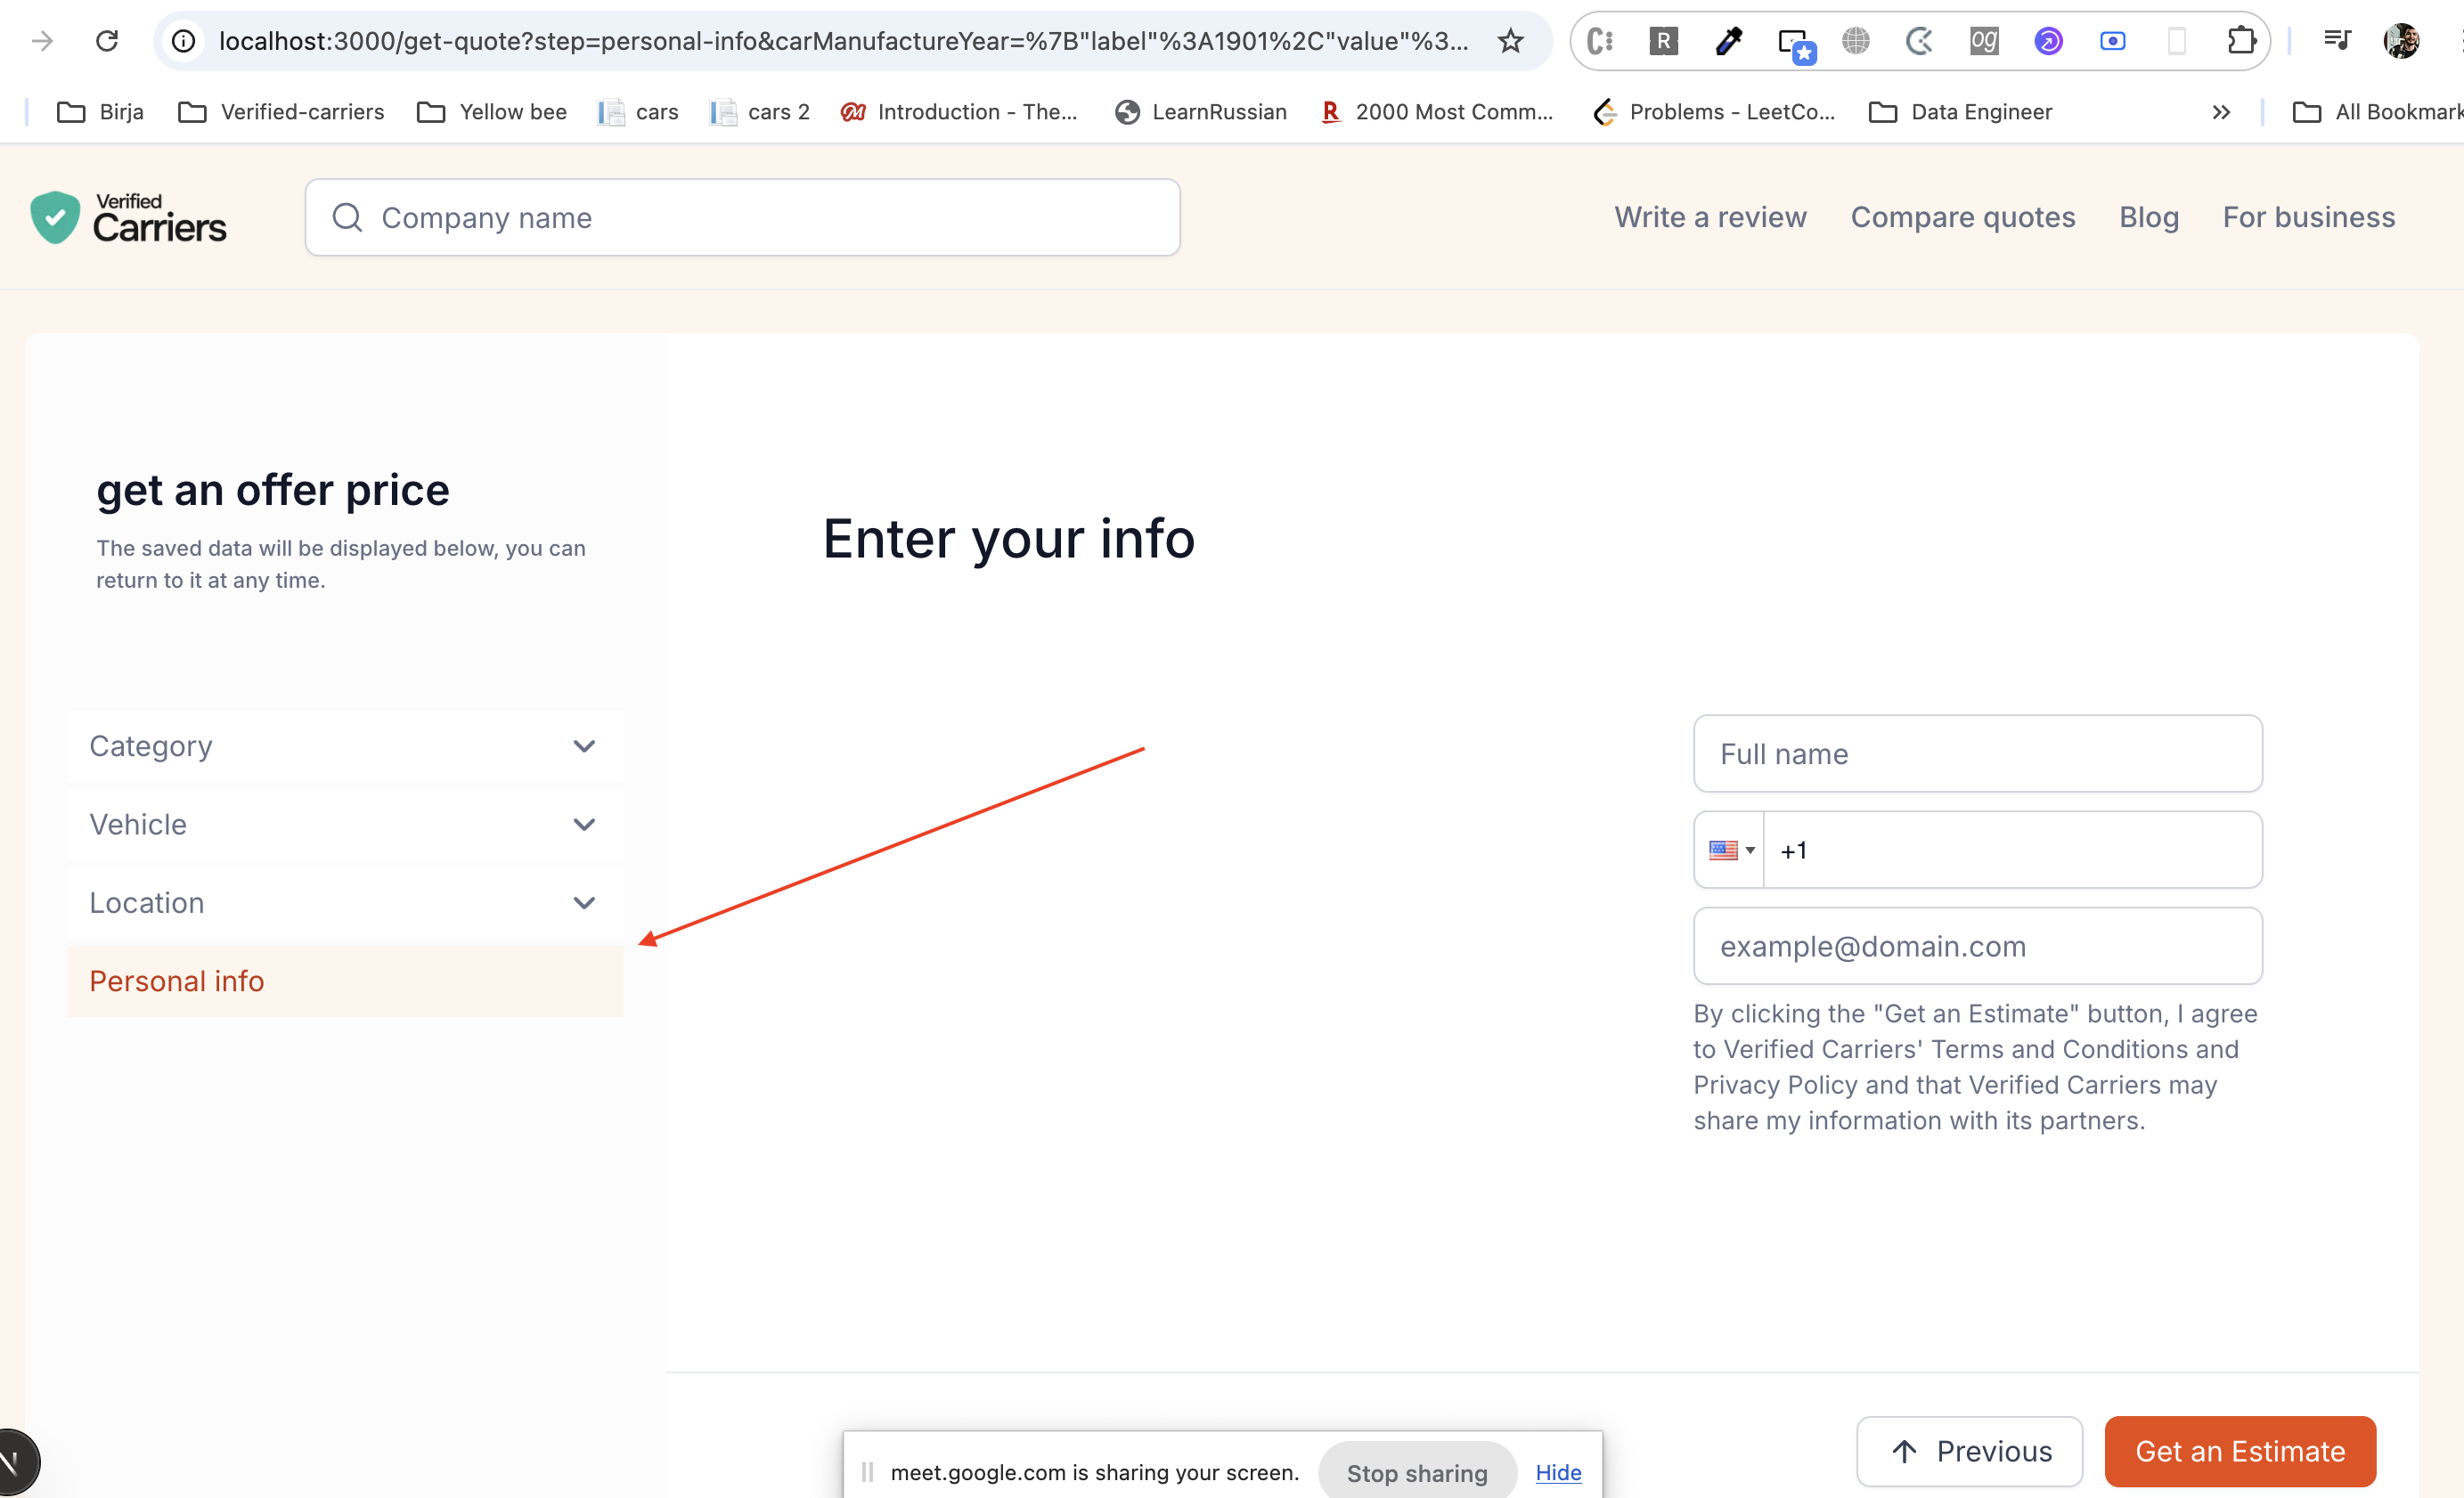 localhost:3000/get-quote?step=personal-info&carManufactureYear=%7B"label"%3A1901%2C"value"%3...
R
og
Birja
Verified-carriers
Yellow bee
cars
cars 2
Introduction - The...
LearnRussian
R 2000 Most Comm...
Problems - LeetCo...
Data Engineer
All Bookmark
Verified
Carriers
Company name
Write a review
Compare quotes
Blog
For business
get an offer price
The saved data will be displayed below, you can
return to it at any time.
Category
Vehicle
Location
Personal info
Enter your info
Full name
+1
example@domain.com
By clicking the "Get an Estimate" button, I agree
to Verified Carriers' Terms and Conditions and
Privacy Policy and that Verified Carriers may
share my information with its partners.
Previous
Get an Estimate
meet.google.com is sharing your screen.
Stop sharing
Hide